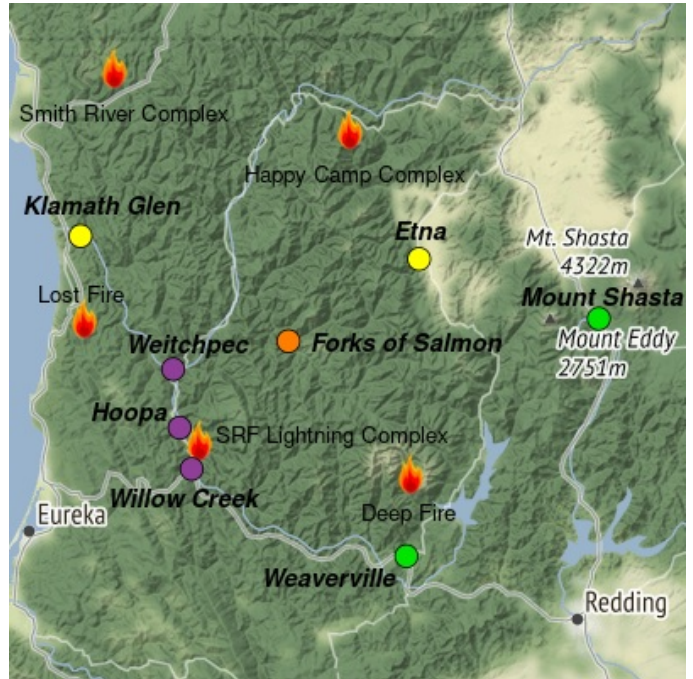 Smith River Complex
Happy Camp Complex
Klamath Glen
Etna
Mt. Shasta
4322m
Lost Fire
Mount Shasta
Weitchpec
Forks of Salmon
Mount Eddy
2751m
Hoopa
SRF Lightning Complex
Willow Creek
Eureka
Deep Fire
Weaverville
Redding